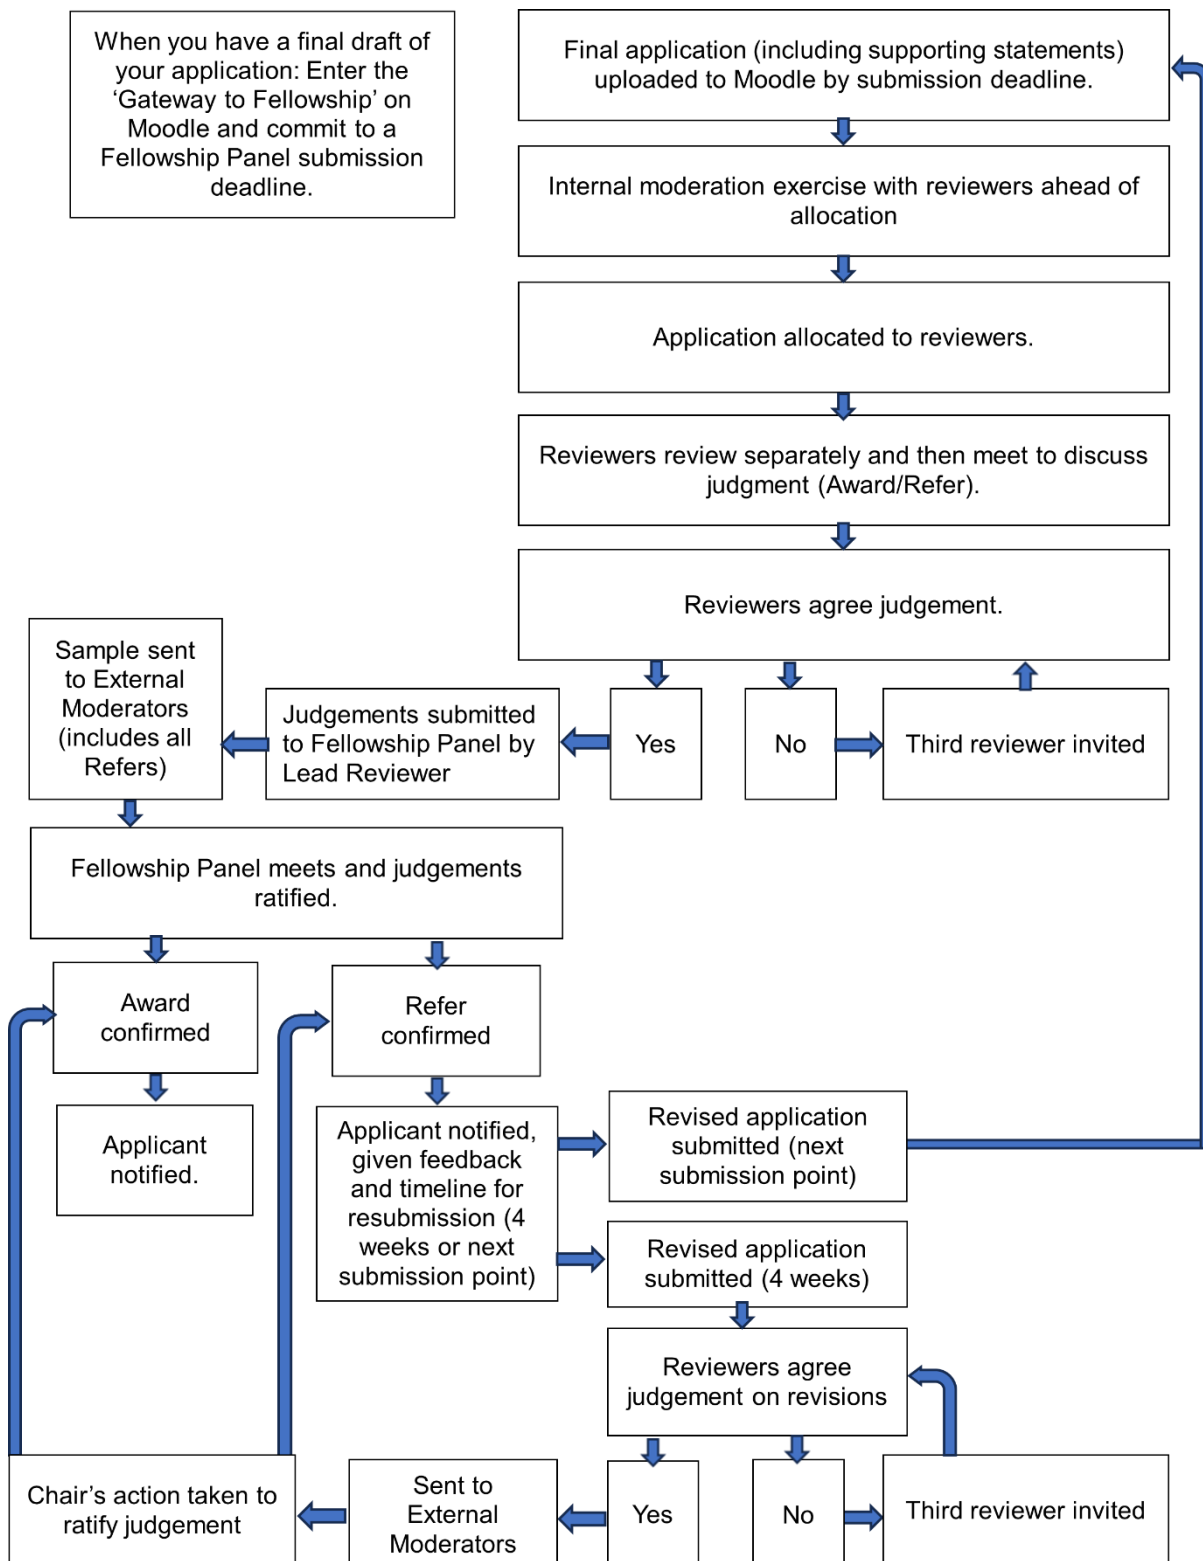 When you have a final draft of
your application: Enter the
‘Gateway to Fellowship’ on
Moodle and commit to a
Fellowship Panel submission
deadline.
Final application (including supporting statements)
uploaded to Moodle by submission deadline.
Internal moderation exercise with reviewers ahead of
allocation
Application allocated to reviewers.
Reviewers review separately and then meet to discuss
judgment (Award/Refer).
Reviewers agree judgement.
Sample sent
to External
Moderators
(includes all
Refers)
Judgements submitted
to Fellowship Panel by
Lead Reviewer
Yes
No
Third reviewer invited
Fellowship Panel meets and judgements
ratified.
Award
confirmed
Refer
confirmed
Applicant
notified.
Applicant notified,
given feedback
and timeline for
resubmission (4
weeks or next
submission point)
Revised application
submitted (next
submission point)
Revised application
submitted (4 weeks)
Reviewers agree
judgement on revisions
Chair’s action taken to
ratify judgement
Sent to
External
Moderators
Yes
No
Third reviewer invited